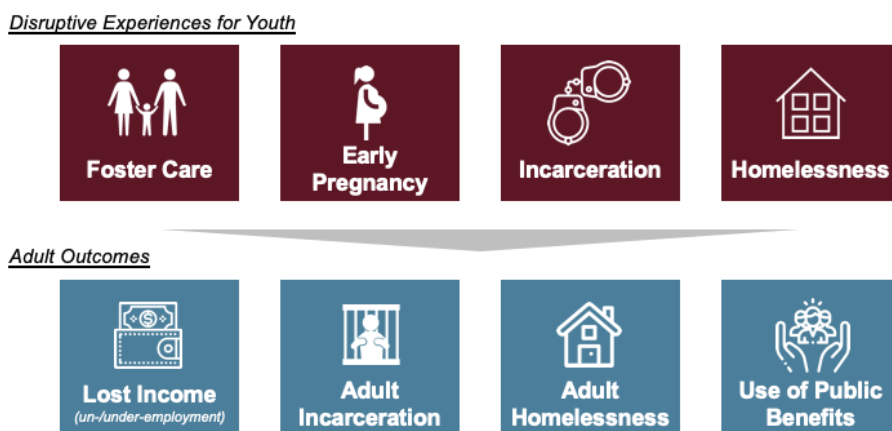 Disruptive Experiences for Youth
Foster Care
Early
Pregnancy
Incarceration
Homelessness
Adult Outcomes
Lost Income
(un-/under-employment)
Adult
Incarceration
Adult
Homelessness
Use of Public
Benefits